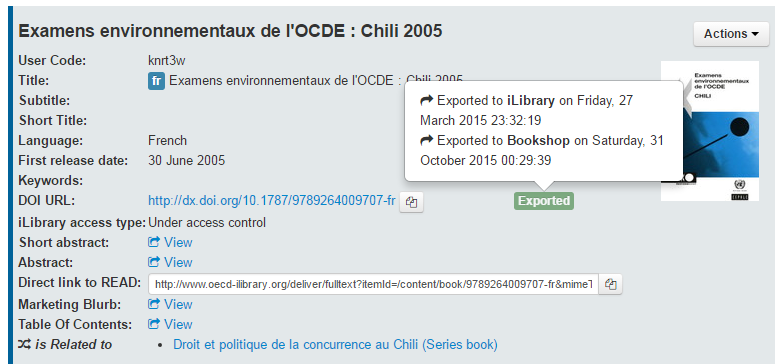 Examens environnementaux de l'OCDE : Chili 2005
Actions
User Code: knrt3w
Title: fr Examens environnementaux de l'OCDE : Chili 2005
Subtitle:
Short Title:
Language: French
First release date: 30 June 2005
Keywords:
DOI URL: http://dx.doi.org/10.1787/9789264009707-fr
Exported
Exported to iLibrary on Friday, 27
March 2015 23:32:19
Exported to Bookshop on Saturday, 31
October 2015 00:29:39
Examens
environnementaux
de l'OCDE
CHILI
iLibrary access type: Under access control
Short abstract: View
Abstract: View
Direct link to READ: http://www.oecd-ilibrary.org/deliver/fulltext?itemId=/content/book/9789264009707-fr&mimeT
Marketing Blurb: View
Table Of Contents: View
is Related to • Droit et politique de la concurrence au Chili (Series book)